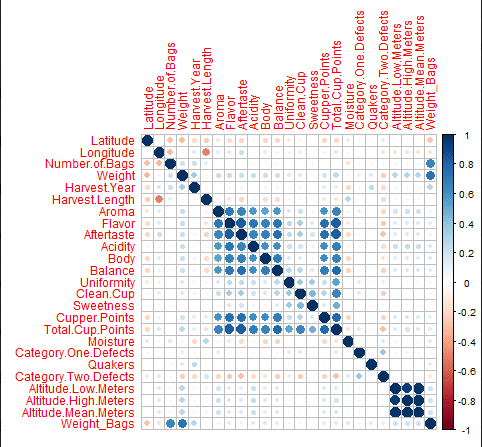 Latitude
Longitude
Number.of.Bags
Weight
Harvest.Year
Harvest.Length
Aroma
Flavor
Aftertaste
Acidity
Body
Balance
Uniformity
Clean.Cup
Sweetness
Cupper.Points
Total.Cup.Points
Moisture
Category.One.Defects
Quakers
Category.Two.Defects
Altitude.Low.Meters
Altitude.High.Meters
Altitude.Mean.Meters
Weight_Bags
Latitude
Longitude
Number.of.Bags
Weight
Harvest.Year
Harvest.Length
Aroma
Flavor
Aftertaste
Acidity
Body
Balance
Uniformity
Clean.Cup
Sweetness
Cupper.Points
Total.Cup.Points
Moisture
Category.One.Defects
Quakers
Category.Two.Defects
Altitude.Low.Meters
Altitude.High.Meters
Altitude.Mean.Meters
Weight_Bags
1
0.8
0.6
0.4
0.2
0
-0.2
-0.4
-0.6
-0.8
-1